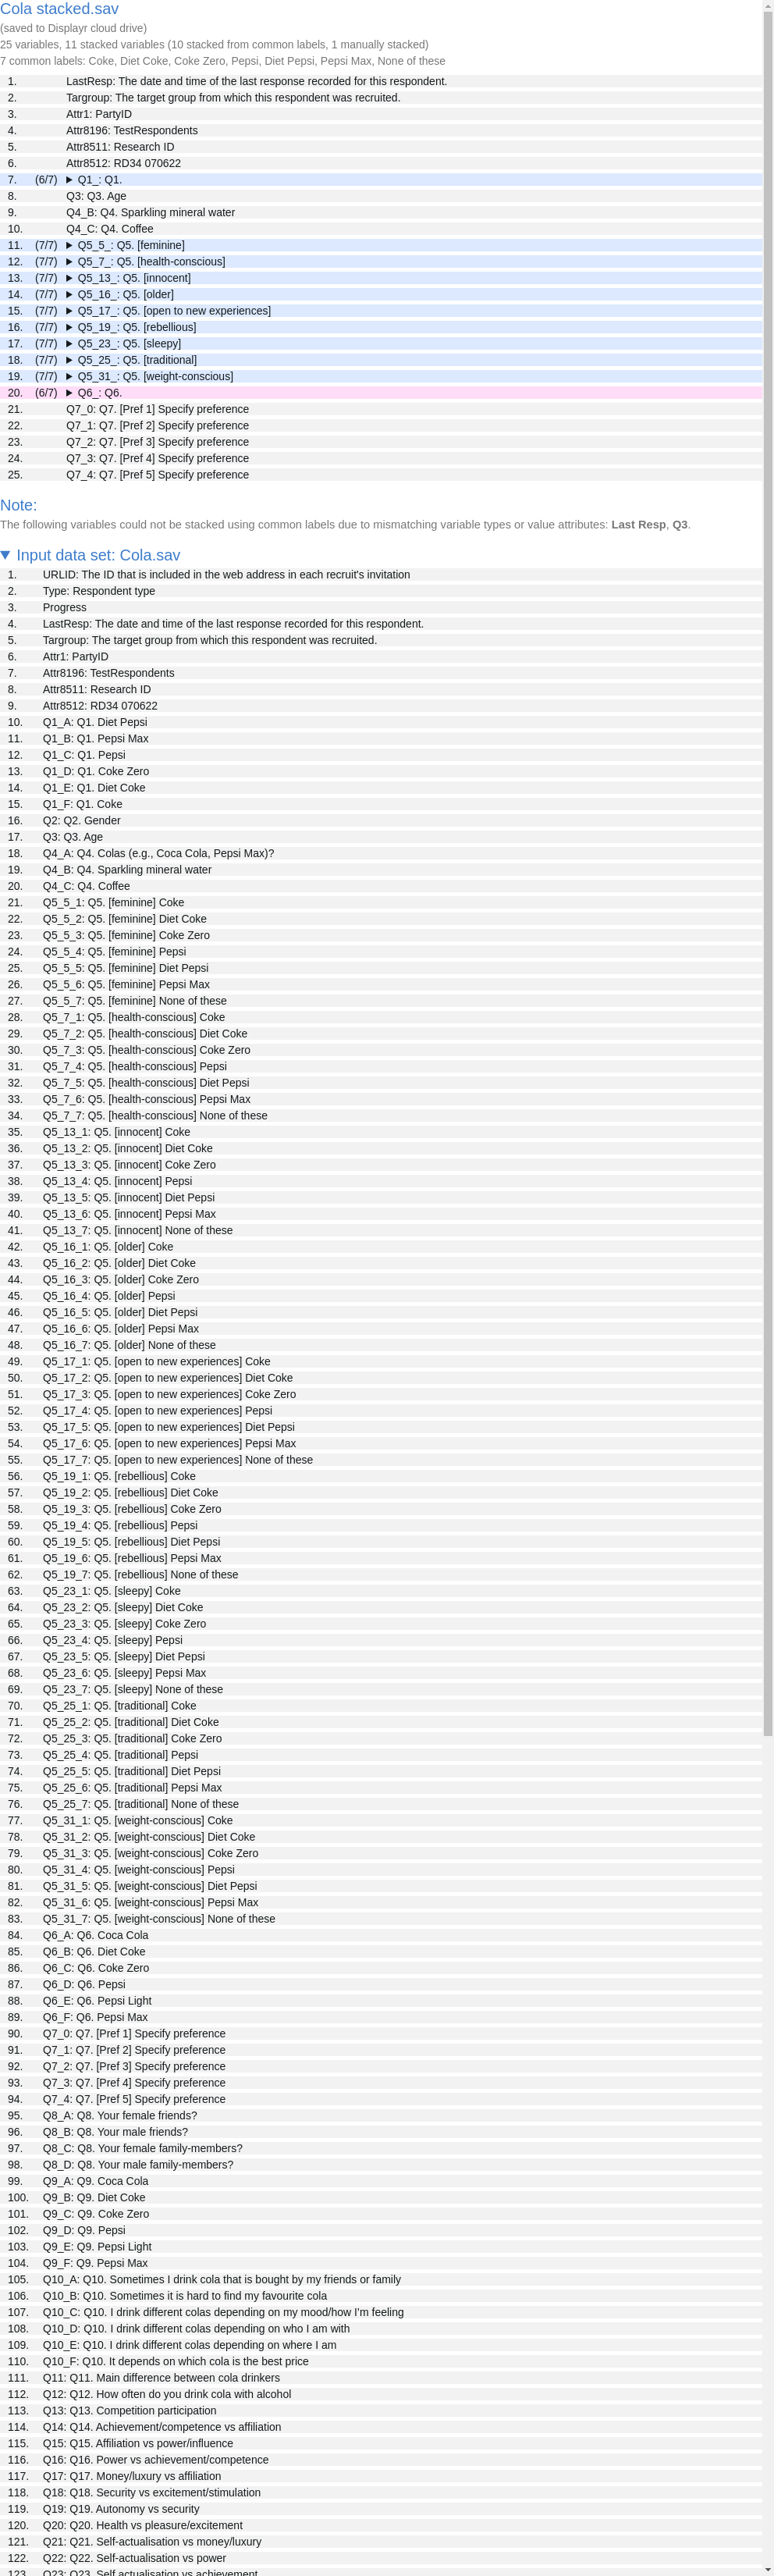 Cola stacked.sav
(saved to Displayr cloud drive)
25 variables, 11 stacked variables (10 stacked from common labels, 1 manually stacked)
7 common labels: Coke, Diet Coke, Coke Zero, Pepsi, Diet Pepsi, Pepsi Max, None of these
1. LastResp: The date and time of the last response recorded for this respondent.
2. Targroup: The target group from which this respondent was recruited.
3. Attr1: PartyID
4. Attr8196: TestRespondents
5. Attr8511: Research ID
6. Attr8512: RD34 070622
7. (6/7) ▶ Q1_: Q1.
8. Q3: Q3. Age
9. Q4_B: Q4. Sparkling mineral water
10. Q4_C: Q4. Coffee
11. (7/7) ▶ Q5_5_: Q5. [feminine]
12. (7/7) ▶ Q5_7_: Q5. [health-conscious]
13. (7/7) ▶ Q5_13_: Q5. [innocent]
14. (7/7) ▶ Q5_16_: Q5. [older]
15. (7/7) ▶ Q5_17_: Q5. [open to new experiences]
16. (7/7) ▶ Q5_19_: Q5. [rebellious]
17. (7/7) ▶ Q5_23_: Q5. [sleepy]
18. (7/7) ▶ Q5_25_: Q5. [traditional]
19. (7/7) ▶ Q5_31_: Q5. [weight-conscious]
20. (6/7) ▶ Q6_: Q6.
21. Q7_0: Q7. [Pref 1] Specify preference
22. Q7_1: Q7. [Pref 2] Specify preference
23. Q7_2: Q7. [Pref 3] Specify preference
24. Q7_3: Q7. [Pref 4] Specify preference
25. Q7_4: Q7. [Pref 5] Specify preference
Note:
The following variables could not be stacked using common labels due to mismatching variable types or value attributes: Last Resp, Q3.
▼ Input data set: Cola.sav
1. URLID: The ID that is included in the web address in each recruit's invitation
2. Type: Respondent type
3. Progress
4. LastResp: The date and time of the last response recorded for this respondent.
5. Targroup: The target group from which this respondent was recruited.
6. Attr1: PartyID
7. Attr8196: TestRespondents
8. Attr8511: Research ID
9. Attr8512: RD34 070622
10. Q1_A: Q1. Diet Pepsi
11. Q1_B: Q1. Pepsi Max
12. Q1_C: Q1. Pepsi
13. Q1_D: Q1. Coke Zero
14. Q1_E: Q1. Diet Coke
15. Q1_F: Q1. Coke
16. Q2: Q2. Gender
17. Q3: Q3. Age
18. Q4_A: Q4. Colas (e.g., Coca Cola, Pepsi Max)?
19. Q4_B: Q4. Sparkling mineral water
20. Q4_C: Q4. Coffee
21. Q5_5_1: Q5. [feminine] Coke
22. Q5_5_2: Q5. [feminine] Diet Coke
23. Q5_5_3: Q5. [feminine] Coke Zero
24. Q5_5_4: Q5. [feminine] Pepsi
25. Q5_5_5: Q5. [feminine] Diet Pepsi
26. Q5_5_6: Q5. [feminine] Pepsi Max
27. Q5_5_7: Q5. [feminine] None of these
28. Q5_7_1: Q5. [health-conscious] Coke
29. Q5_7_2: Q5. [health-conscious] Diet Coke
30. Q5_7_3: Q5. [health-conscious] Coke Zero
31. Q5_7_4: Q5. [health-conscious] Pepsi
32. Q5_7_5: Q5. [health-conscious] Diet Pepsi
33. Q5_7_6: Q5. [health-conscious] Pepsi Max
34. Q5_7_7: Q5. [health-conscious] None of these
35. Q5_13_1: Q5. [innocent] Coke
36. Q5_13_2: Q5. [innocent] Diet Coke
37. Q5_13_3: Q5. [innocent] Coke Zero
38. Q5_13_4: Q5. [innocent] Pepsi
39. Q5_13_5: Q5. [innocent] Diet Pepsi
40. Q5_13_6: Q5. [innocent] Pepsi Max
41. Q5_13_7: Q5. [innocent] None of these
42. Q5_16_1: Q5. [older] Coke
43. Q5_16_2: Q5. [older] Diet Coke
44. Q5_16_3: Q5. [older] Coke Zero
45. Q5_16_4: Q5. [older] Pepsi
46. Q5_16_5: Q5. [older] Diet Pepsi
47. Q5_16_6: Q5. [older] Pepsi Max
48. Q5_16_7: Q5. [older] None of these
49. Q5_17_1: Q5. [open to new experiences] Coke
50. Q5_17_2: Q5. [open to new experiences] Diet Coke
51. Q5_17_3: Q5. [open to new experiences] Coke Zero
52. Q5_17_4: Q5. [open to new experiences] Pepsi
53. Q5_17_5: Q5. [open to new experiences] Diet Pepsi
54. Q5_17_6: Q5. [open to new experiences] Pepsi Max
55. Q5_17_7: Q5. [open to new experiences] None of these
56. Q5_19_1: Q5. [rebellious] Coke
57. Q5_19_2: Q5. [rebellious] Diet Coke
58. Q5_19_3: Q5. [rebellious] Coke Zero
59. Q5_19_4: Q5. [rebellious] Pepsi
60. Q5_19_5: Q5. [rebellious] Diet Pepsi
61. Q5_19_6: Q5. [rebellious] Pepsi Max
62. Q5_19_7: Q5. [rebellious] None of these
63. Q5_23_1: Q5. [sleepy] Coke
64. Q5_23_2: Q5. [sleepy] Diet Coke
65. Q5_23_3: Q5. [sleepy] Coke Zero
66. Q5_23_4: Q5. [sleepy] Pepsi
67. Q5_23_5: Q5. [sleepy] Diet Pepsi
68. Q5_23_6: Q5. [sleepy] Pepsi Max
69. Q5_23_7: Q5. [sleepy] None of these
70. Q5_25_1: Q5. [traditional] Coke
71. Q5_25_2: Q5. [traditional] Diet Coke
72. Q5_25_3: Q5. [traditional] Coke Zero
73. Q5_25_4: Q5. [traditional] Pepsi
74. Q5_25_5: Q5. [traditional] Diet Pepsi
75. Q5_25_6: Q5. [traditional] Pepsi Max
76. Q5_25_7: Q5. [traditional] None of these
77. Q5_31_1: Q5. [weight-conscious] Coke
78. Q5_31_2: Q5. [weight-conscious] Diet Coke
79. Q5_31_3: Q5. [weight-conscious] Coke Zero
80. Q5_31_4: Q5. [weight-conscious] Pepsi
81. Q5_31_5: Q5. [weight-conscious] Diet Pepsi
82. Q5_31_6: Q5. [weight-conscious] Pepsi Max
83. Q5_31_7: Q5. [weight-conscious] None of these
84. Q6_A: Q6. Coca Cola
85. Q6_B: Q6. Diet Coke
86. Q6_C: Q6. Coke Zero
87. Q6_D: Q6. Pepsi
88. Q6_E: Q6. Pepsi Light
89. Q6_F: Q6. Pepsi Max
90. Q7_0: Q7. [Pref 1] Specify preference
91. Q7_1: Q7. [Pref 2] Specify preference
92. Q7_2: Q7. [Pref 3] Specify preference
93. Q7_3: Q7. [Pref 4] Specify preference
94. Q7_4: Q7. [Pref 5] Specify preference
95. Q8_A: Q8. Your female friends?
96. Q8_B: Q8. Your male friends?
97. Q8_C: Q8. Your female family-members?
98. Q8_D: Q8. Your male family-members?
99. Q9_A: Q9. Coca Cola
100. Q9_B: Q9. Diet Coke
101. Q9_C: Q9. Coke Zero
102. Q9_D: Q9. Pepsi
103. Q9_E: Q9. Pepsi Light
104. Q9_F: Q9. Pepsi Max
105. Q10_A: Q10. Sometimes I drink cola that is bought by my friends or family
106. Q10_B: Q10. Sometimes it is hard to find my favourite cola
107. Q10_C: Q10. I drink different colas depending on my mood/how I'm feeling
108. Q10_D: Q10. I drink different colas depending on who I am with
109. Q10_E: Q10. I drink different colas depending on where I am
110. Q10_F: Q10. It depends on which cola is the best price
111. Q11: Q11. Main difference between cola drinkers
112. Q12: Q12. How often do you drink cola with alcohol
113. Q13: Q13. Competition participation
114. Q14: Q14. Achievement/competence vs affiliation
115. Q15: Q15. Affiliation vs power/influence
116. Q16: Q16. Power vs achievement/competence
117. Q17: Q17. Money/luxury vs affiliation
118. Q18: Q18. Security vs excitement/stimulation
119. Q19: Q19. Autonomy vs security
120. Q20: Q20. Health vs pleasure/excitement
121. Q21: Q21. Self-actualisation vs money/luxury
122. Q22: Q22. Self-actualisation vs power
123. Q23: Q23. Self actualisation vs achievement